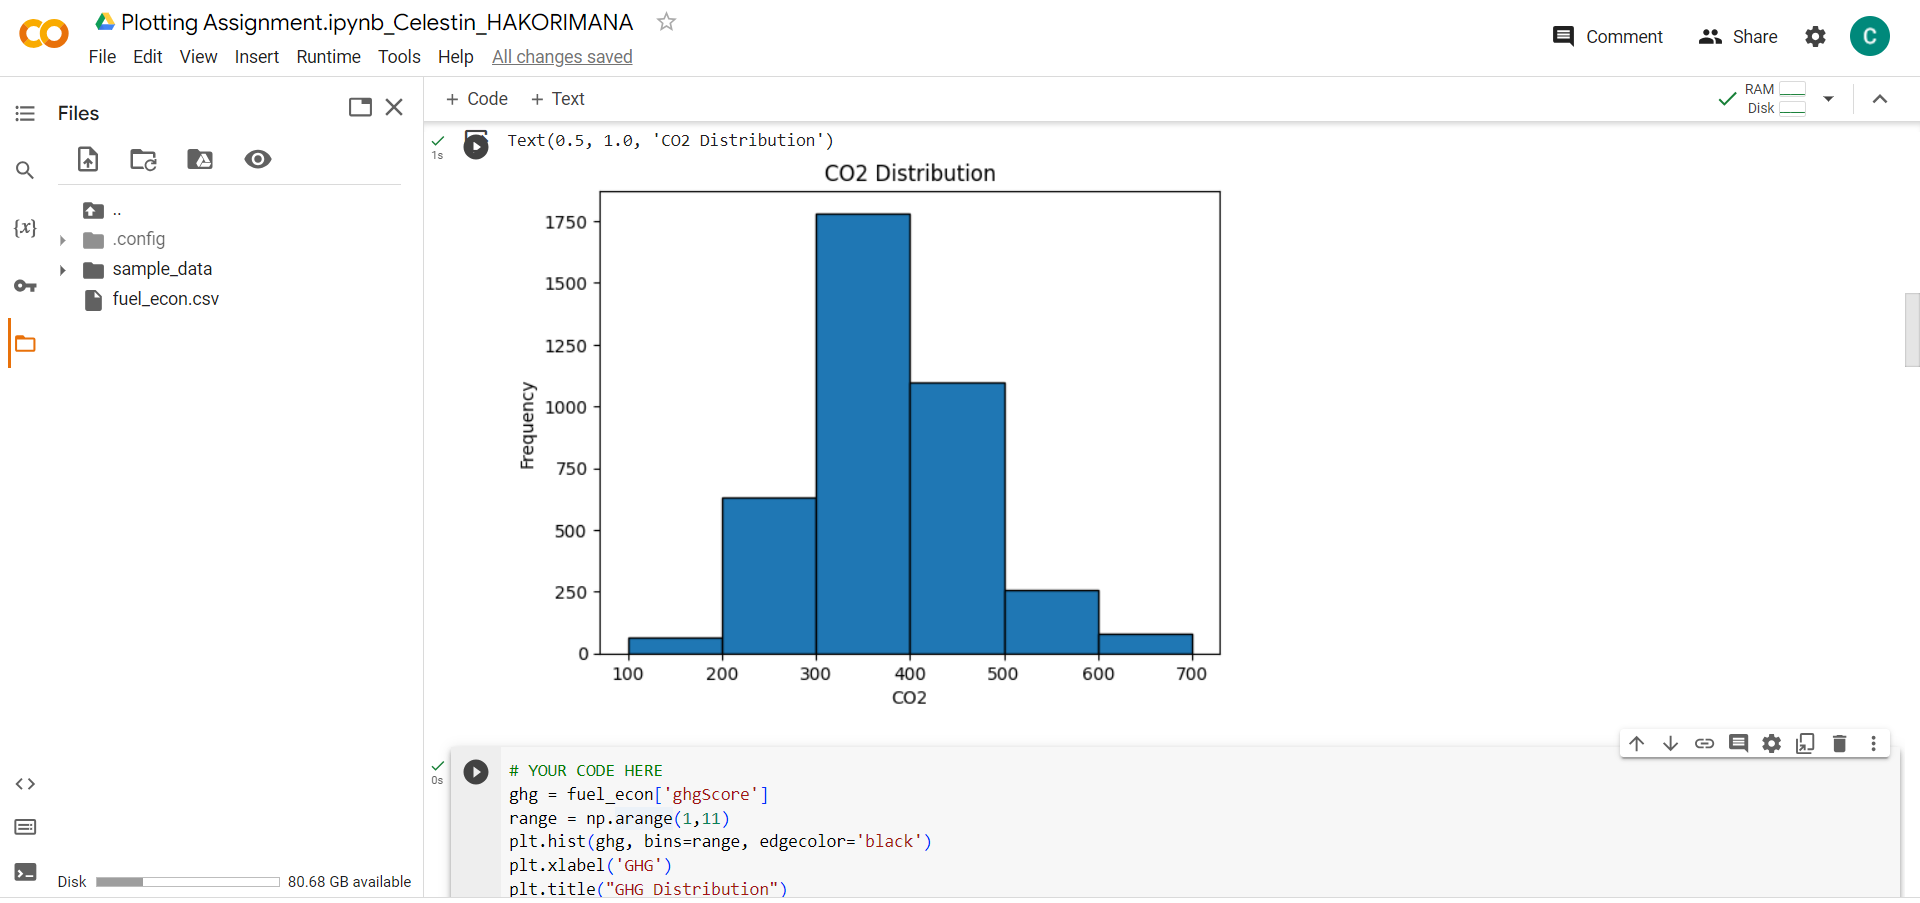 Plotting Assignment.ipynb_Celestin_HAKORIMANA
File Edit View Insert Runtime Tools Help All changes saved
Comment
Share
C
Files
+ Code + Text
RAM
Disk
..
.config
sample_data
fuel_econ.csv
{x}
Disk 80.68 GB available
1s
Text(0.5, 1.0, 'CO2 Distribution')
CO2 Distribution
1750
1500
1250
1000
750
500
250
0
Frequency
100 200 300 400 500 600 700
CO2
0s
# YOUR CODE HERE
ghg = fuel_econ['ghgScore']
range = np.arange(1,11)
plt.hist(ghg, bins=range, edgecolor='black')
plt.xlabel('GHG')
plt.title("GHG Distribution")